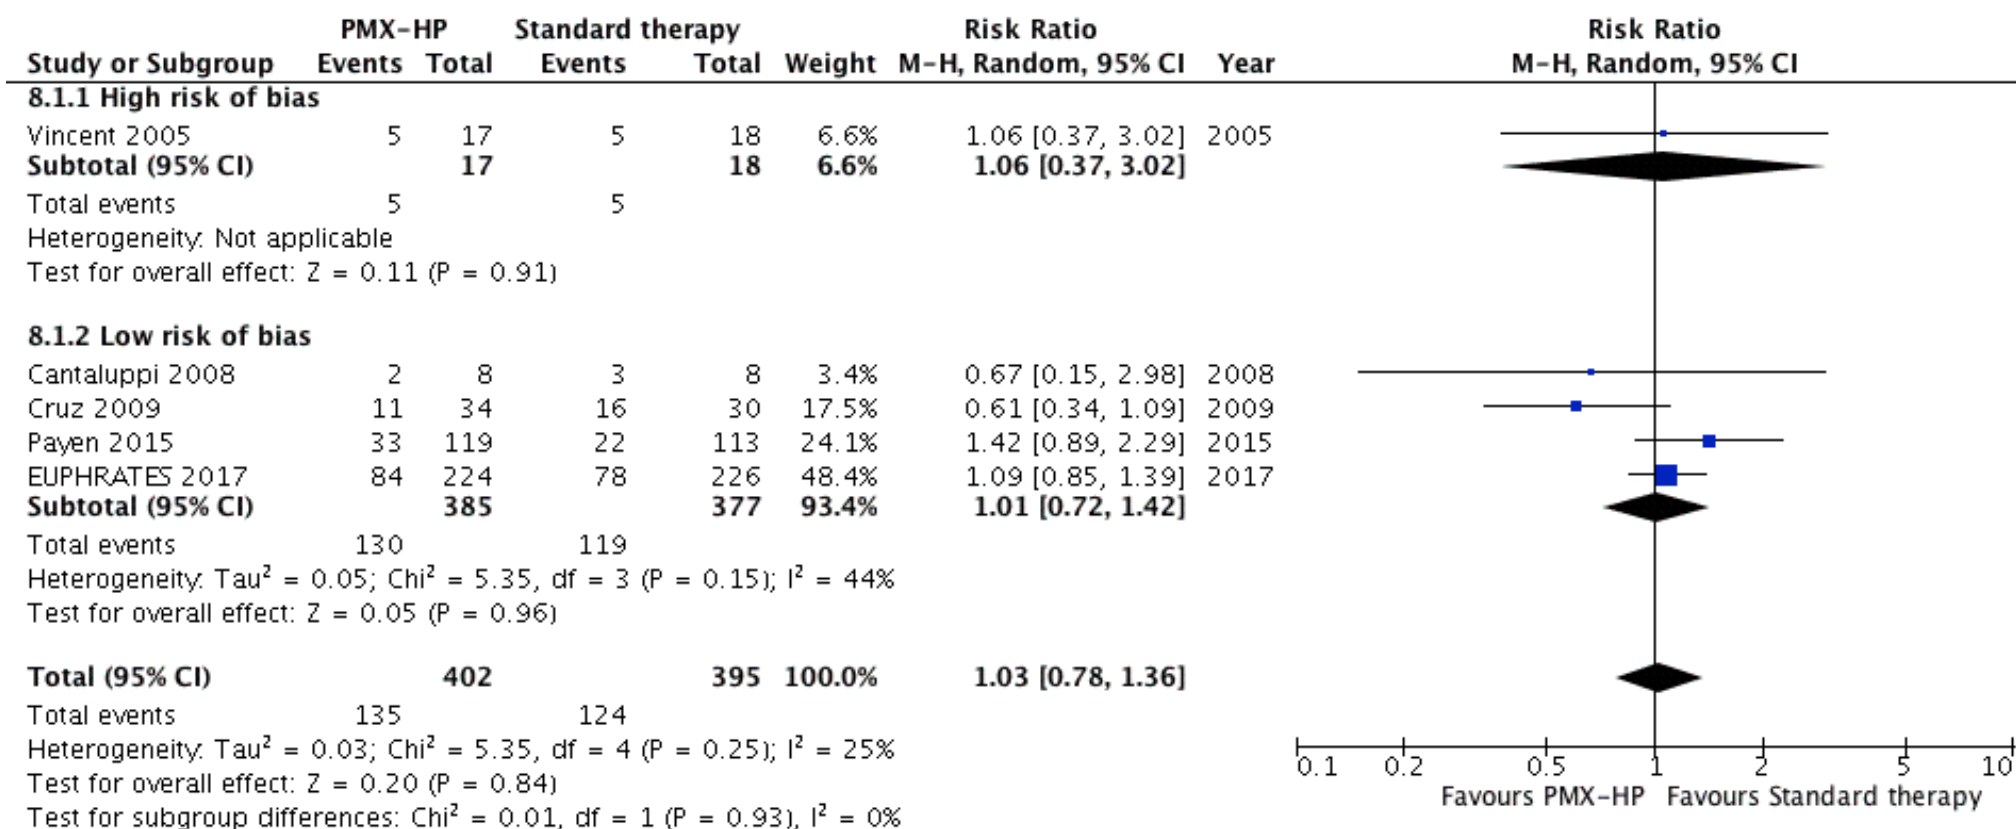 PMX-HP Standard therapy Risk Ratio Risk Ratio
Study or Subgroup Events Total Events Total Weight M-H, Random, 95% CI Year M-H, Random, 95% CI
8.1.1 High risk of bias
Vincent 2005 5 17 5 18 6.6% 1.06 [0.37, 3.02] 2005
Subtotal (95% CI) 17 18 6.6% 1.06 [0.37, 3.02]
Total events 5 5
Heterogeneity: Not applicable
Test for overall effect: Z = 0.11 (P = 0.91)
8.1.2 Low risk of bias
Cantaluppi 2008 2 8 3 8 3.4% 0.67 [0.15, 2.98] 2008
Cruz 2009 11 34 16 30 17.5% 0.61 [0.34, 1.09] 2009
Payen 2015 33 119 22 113 24.1% 1.42 [0.89, 2.29] 2015
EUPHRATES 2017 84 224 78 226 48.4% 1.09 [0.85, 1.39] 2017
Subtotal (95% CI) 385 377 93.4% 1.01 [0.72, 1.42]
Total events 130 119
Heterogeneity: Tau² = 0.05; Chi² = 5.35, df = 3 (P = 0.15); I² = 44%
Test for overall effect: Z = 0.05 (P = 0.96)
Total (95% CI) 402 395 100.0% 1.03 [0.78, 1.36]
Total events 135 124
Heterogeneity: Tau² = 0.03; Chi² = 5.35, df = 4 (P = 0.25); I² = 25%
Test for overall effect: Z = 0.20 (P = 0.84)
Test for subgroup differences: Chi² = 0.01, df = 1 (P = 0.93), I² = 0%
0.1 0.2 0.5 1 2 5 10
Favours PMX-HP Favours Standard therapy